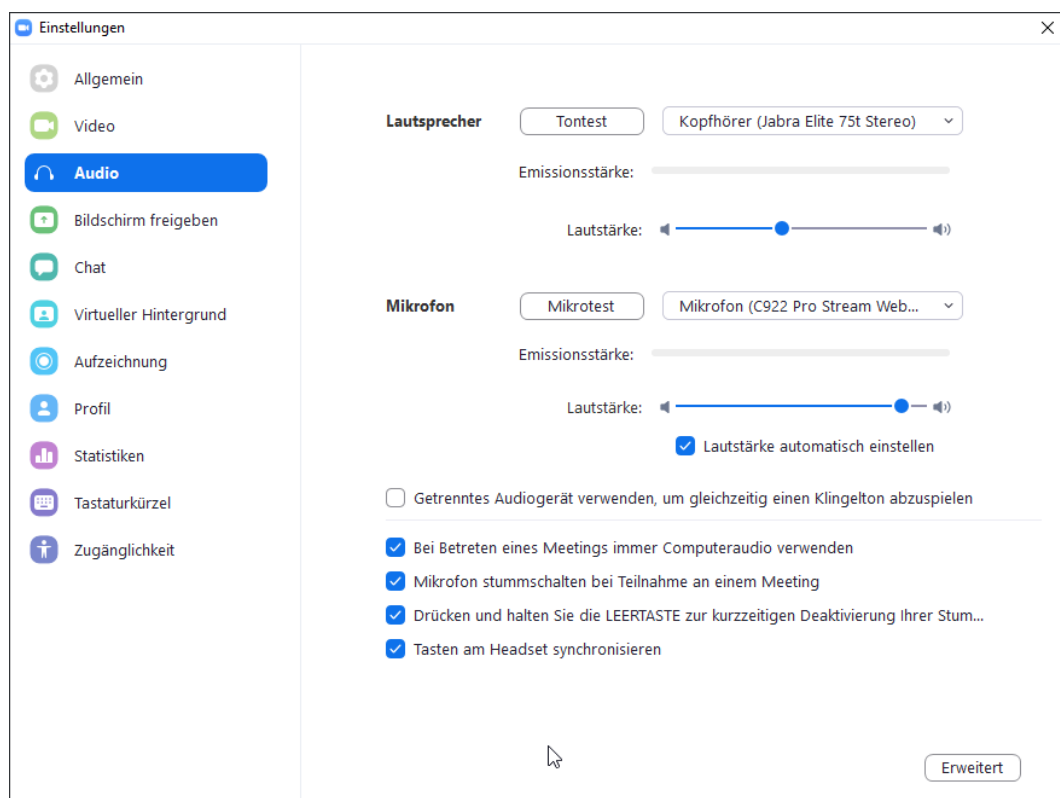 Einstellungen
Allgemein
Video
Audio
Bildschirm freigeben
Chat
Virtueller Hintergrund
Aufzeichnung
Profil
Statistiken
Tastaturkürzel
Zugänglichkeit
Lautsprecher Tontest Kopfhörer (Jabra Elite 75t Stereo)
Emissionsstärke:
Lautstärke:
Mikrofon Mikrotest Mikrofon (C922 Pro Stream Web...
Emissionsstärke:
Lautstärke:
Lautstärke automatisch einstellen
Getrenntes Audiogerät verwenden, um gleichzeitig einen Klingelton abzuspielen
Bei Betreten eines Meetings immer Computeraudio verwenden
Mikrofon stummschalten bei Teilnahme an einem Meeting
Drücken und halten Sie die LEERTASTE zur kurzzeitigen Deaktivierung Ihrer Stum...
Tasten am Headset synchronisieren
Erweitert